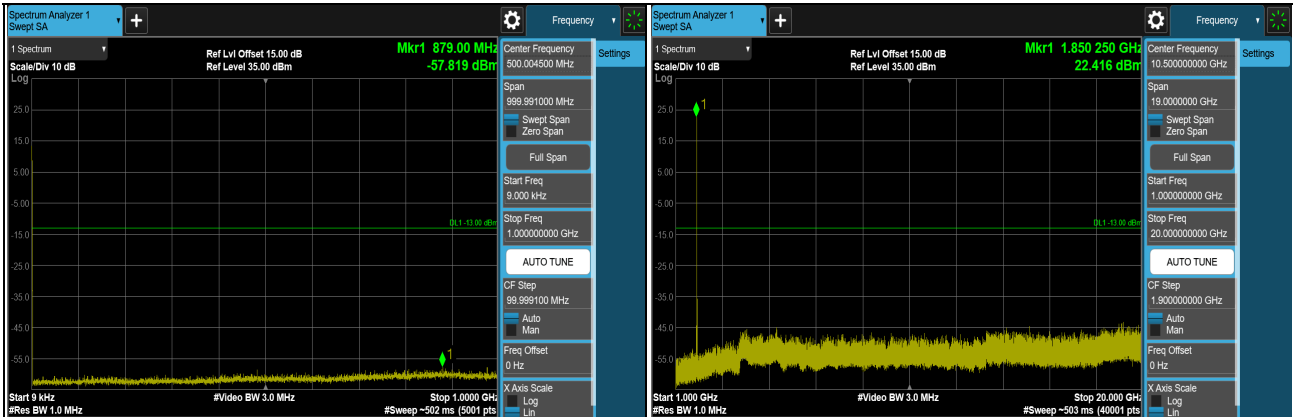 Spectrum Analyzer 1
Swept SA
Frequency
1 Spectrum
Ref Lvl Offset 15.00 dB
Mkr1 879.00 MHz
Scale/Div 10 dB
Ref Level 35.00 dBm
-57.819 dBm
Log
25.0
15.0
5.00
-5.00
DL1 -13.00 dBm
-15.0
-25.0
-35.0
-45.0
-55.0
1
Start 9 kHz
#Video BW 3.0 MHz
Stop 1.0000 GHz
#Res BW 1.0 MHz
#Sweep ~502 ms (5001 pts
Center Frequency
500.004500 MHz
Settings
Span
999.991000 MHz
Swept Span
Zero Span
Full Span
Start Freq
9.000 kHz
Stop Freq
1.000000000 GHz
AUTO TUNE
CF Step
99.999100 MHz
Auto
Man
Freq Offset
0 Hz
X Axis Scale
Log
Lin
Spectrum Analyzer 1
Swept SA
Frequency
1 Spectrum
Ref Lvl Offset 15.00 dB
Mkr1 1.850 250 GHz
Scale/Div 10 dB
Ref Level 35.00 dBm
22.416 dBm
Log
1
25.0
15.0
5.00
-5.00
DL1 -13.00 dBm
-15.0
-25.0
-35.0
-45.0
-55.0
Start 1.000 GHz
#Video BW 3.0 MHz
Stop 20.000 GHz
#Res BW 1.0 MHz
#Sweep ~503 ms (40001 pts
Center Frequency
10.500000000 GHz
Settings
Span
19.0000000 GHz
Swept Span
Zero Span
Full Span
Start Freq
1.000000000 GHz
Stop Freq
20.000000000 GHz
AUTO TUNE
CF Step
1.900000000 GHz
Auto
Man
Freq Offset
0 Hz
X Axis Scale
Log
Lin